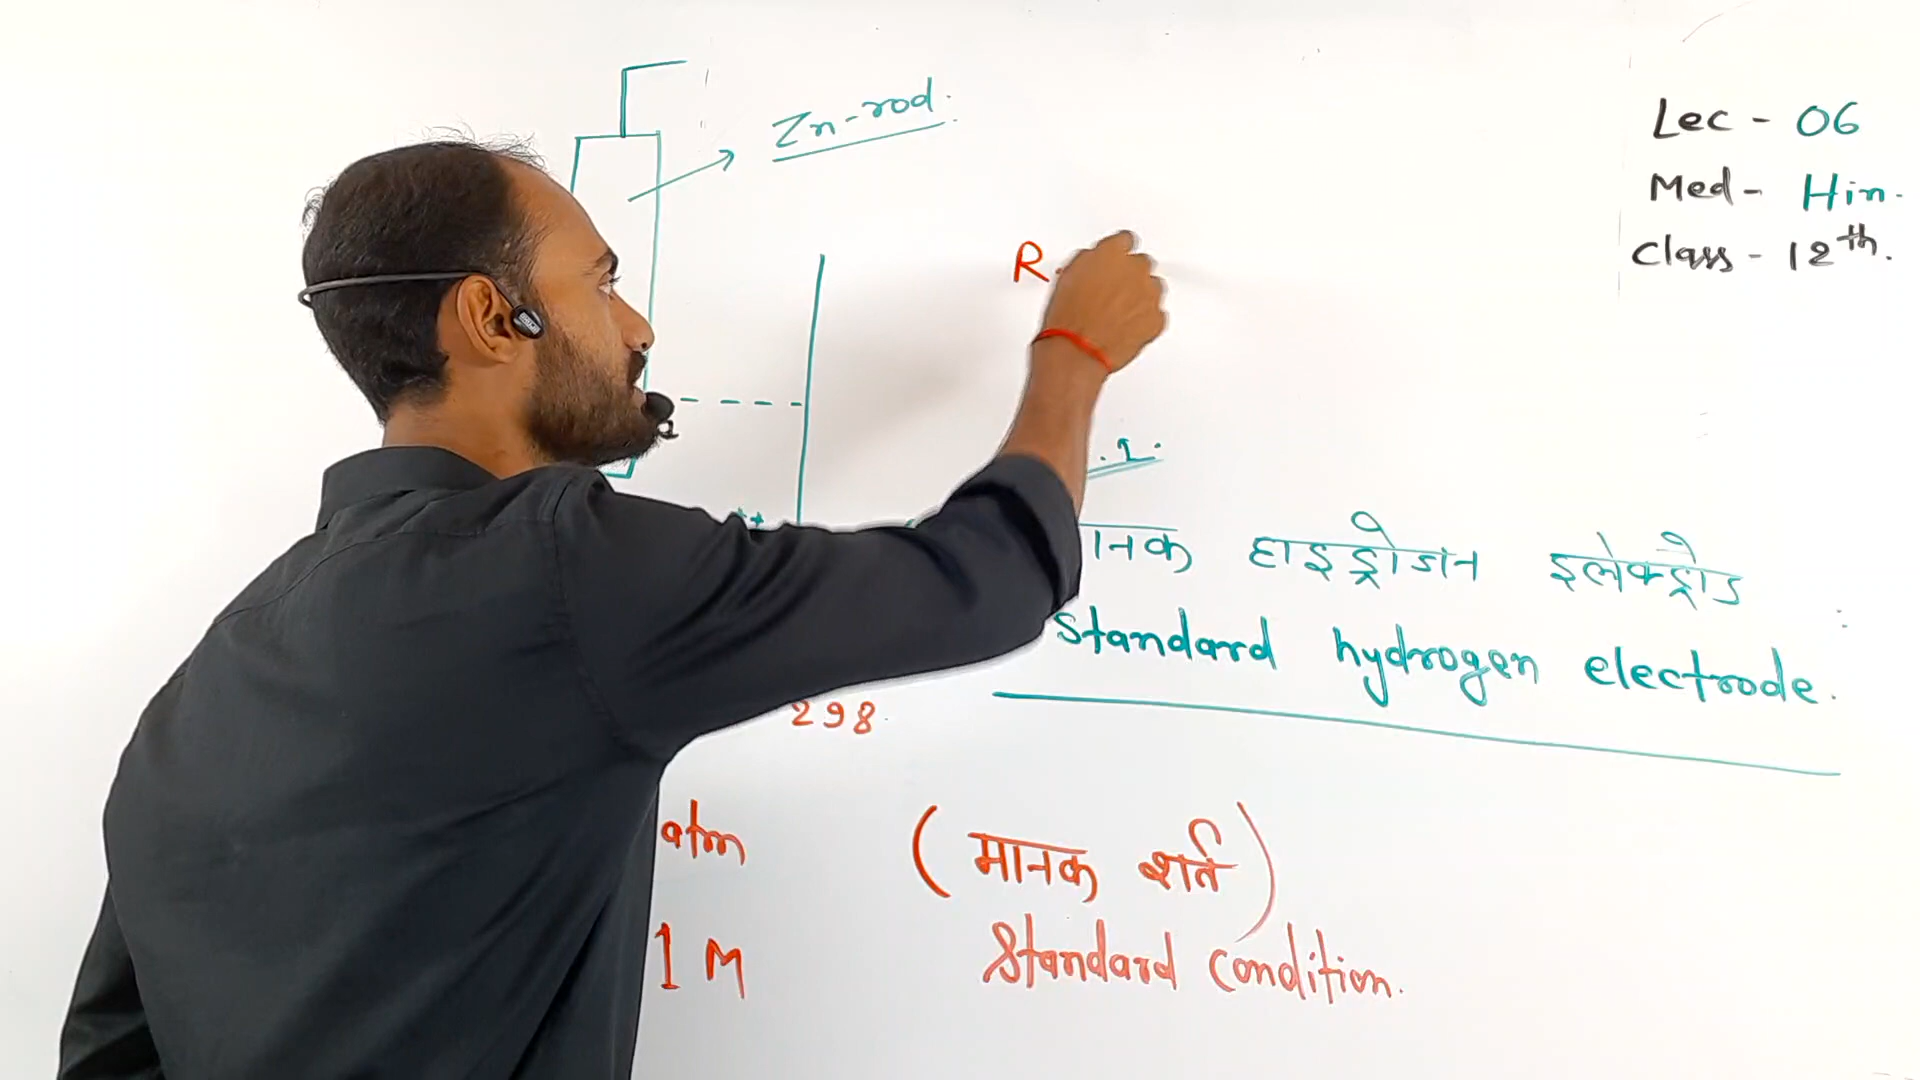 Zn-rod.
Lec - 06
Med - Hin.
Class - 12th.
R.
. 1 .
हाइड्रोजन इलेक्ट्रोड
Standard hydrogen electrode.
298
atm
(मानक शर्त)
1 M
Standard condition.